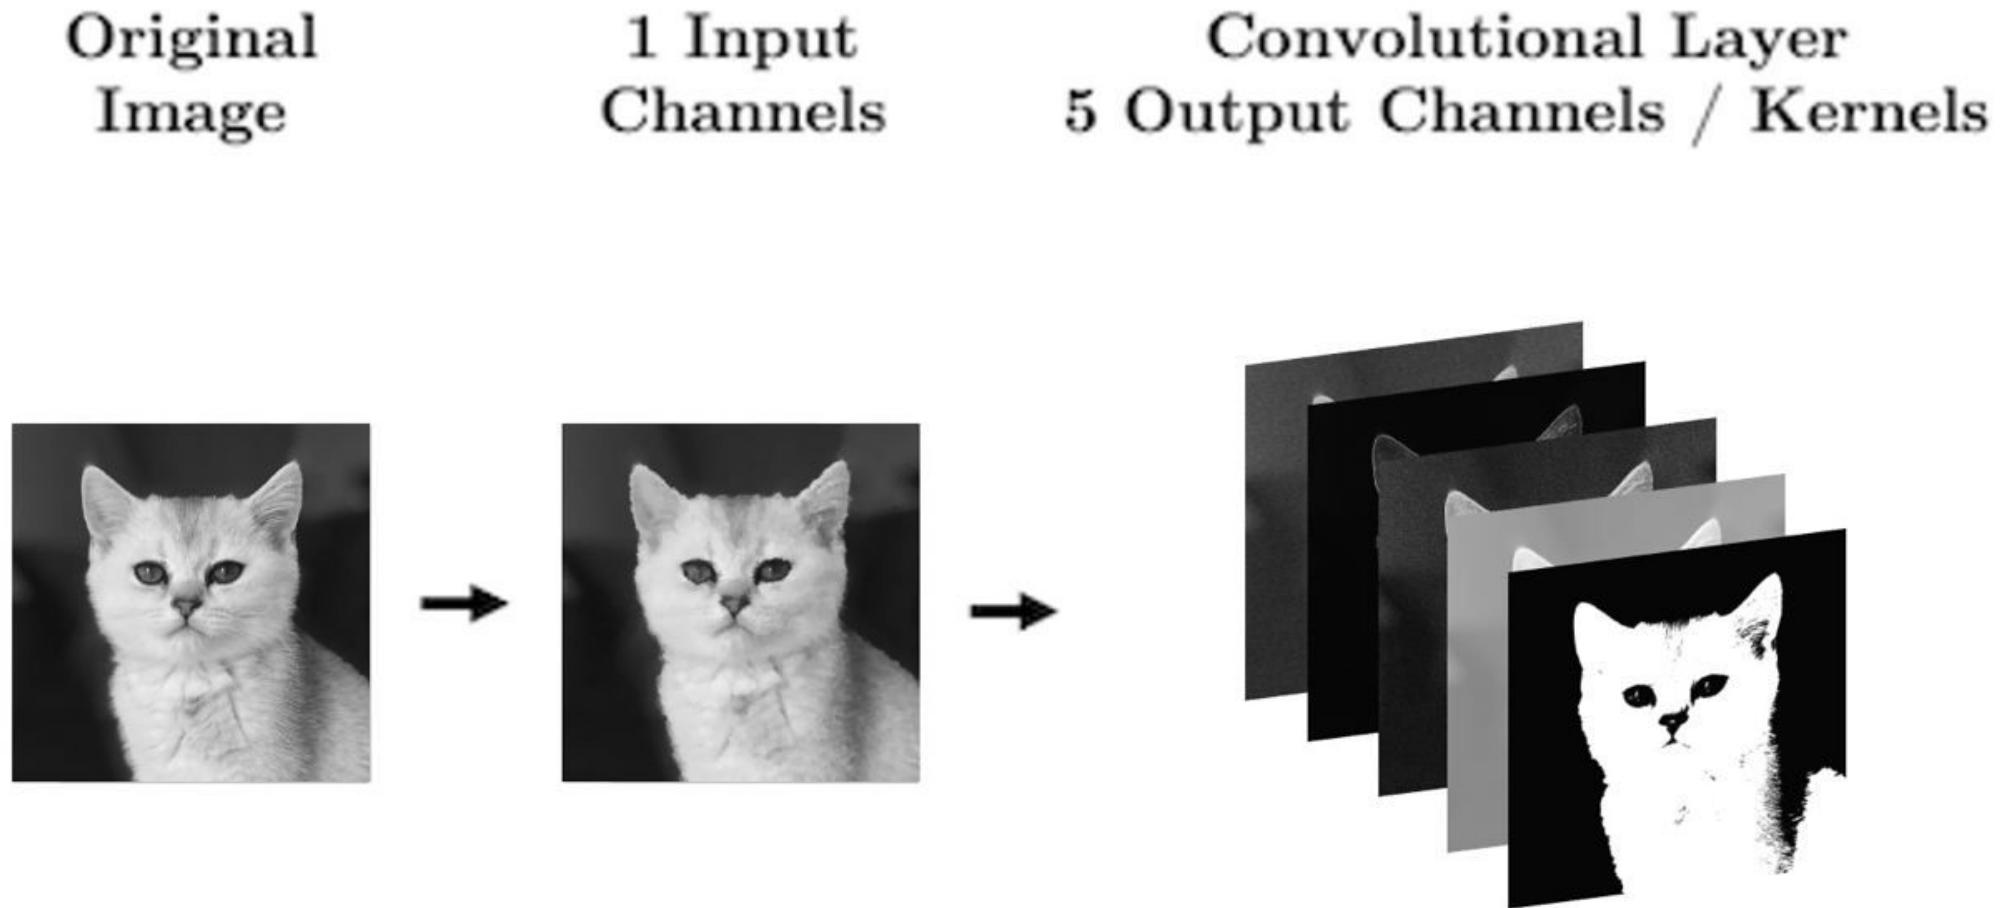 Original
Image
1 Input
Channels
Convolutional Layer
5 Output Channels / Kernels